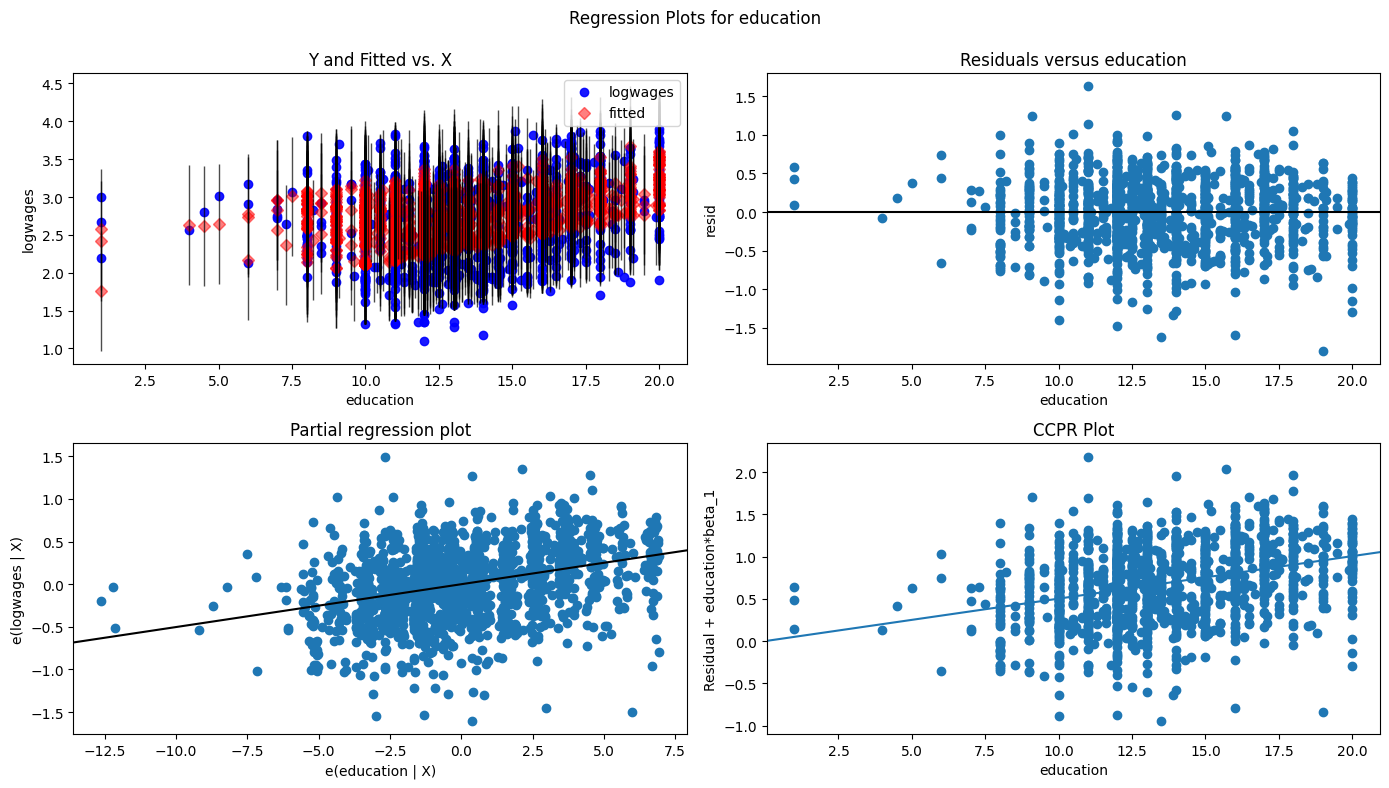 Regression Plots for education
Y and Fitted vs. X
4.5
4.0
3.5
3.0
2.5
2.0
1.5
1.0
logwages
logwages
fitted
2.5 5.0 7.5 10.0 12.5 15.0 17.5 20.0
education
Residuals versus education
1.5
1.0
0.5
0.0
−0.5
−1.0
−1.5
resid
2.5 5.0 7.5 10.0 12.5 15.0 17.5 20.0
education
Partial regression plot
1.5
1.0
0.5
0.0
−0.5
−1.0
−1.5
e(logwages | X)
−12.5 −10.0 −7.5 −5.0 −2.5 0.0 2.5 5.0 7.5
e(education | X)
CCPR Plot
2.0
1.5
1.0
0.5
0.0
−0.5
−1.0
Residual + education*beta_1
2.5 5.0 7.5 10.0 12.5 15.0 17.5 20.0
education